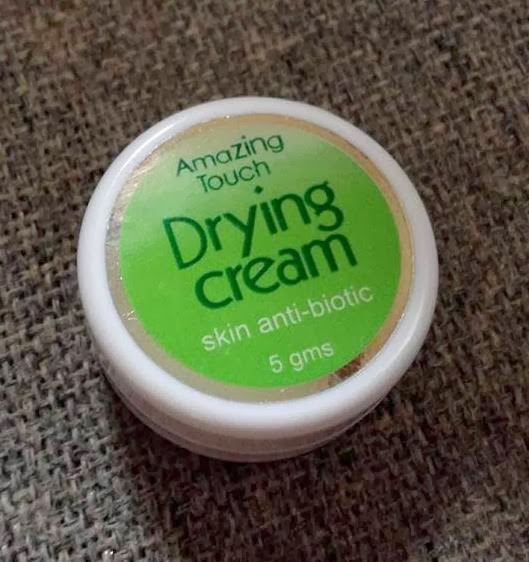 Amazing
Touch
Drying
cream
skin anti-biotic
5 gms